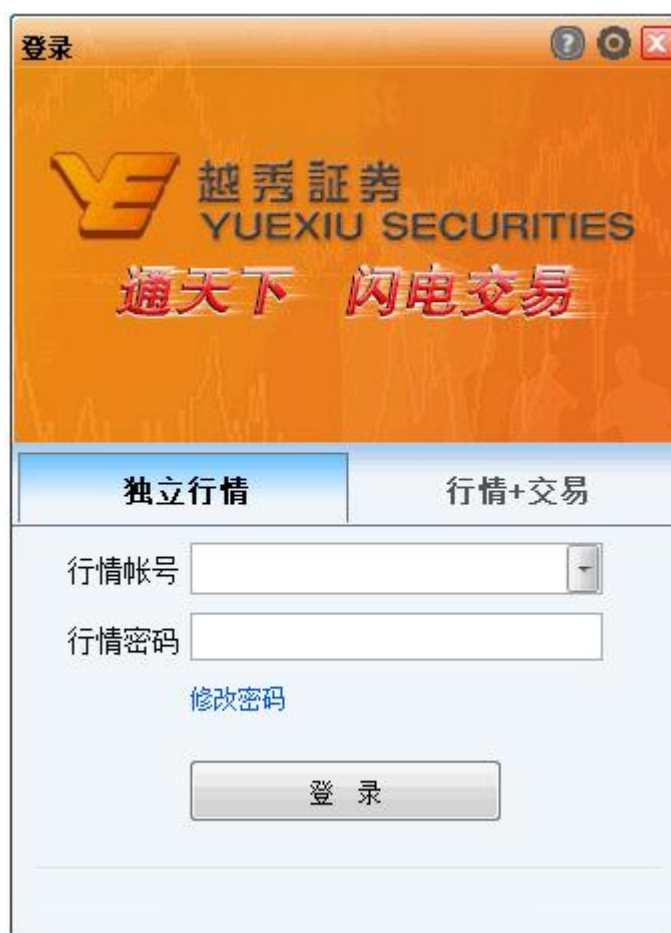 登录
YE
越秀証券
YUEXIU SECURITIES
通天下 闪电交易
独立行情 行情+交易
行情帐号
行情密码
修改密码
登 录